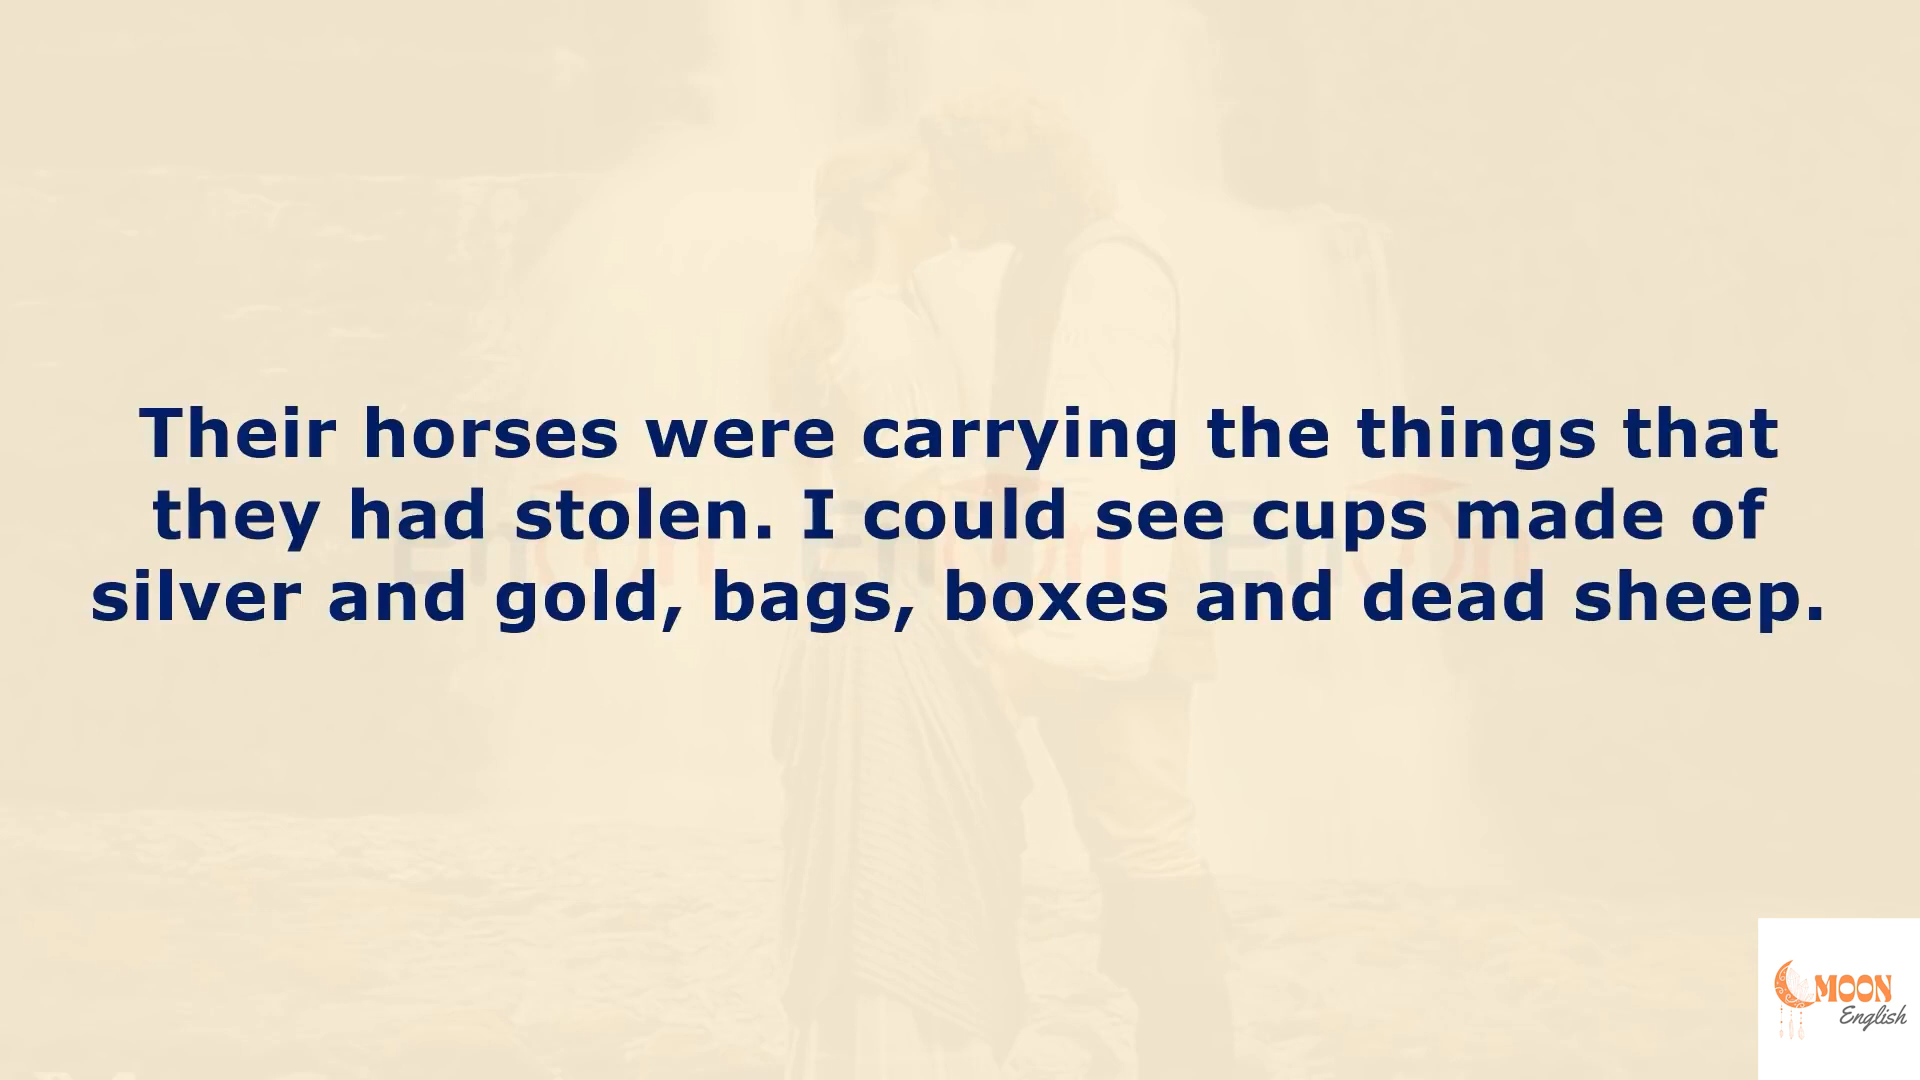 Their horses were carrying the things that
they had stolen. I could see cups made of
silver and gold, bags, boxes and dead sheep.
MOON
English